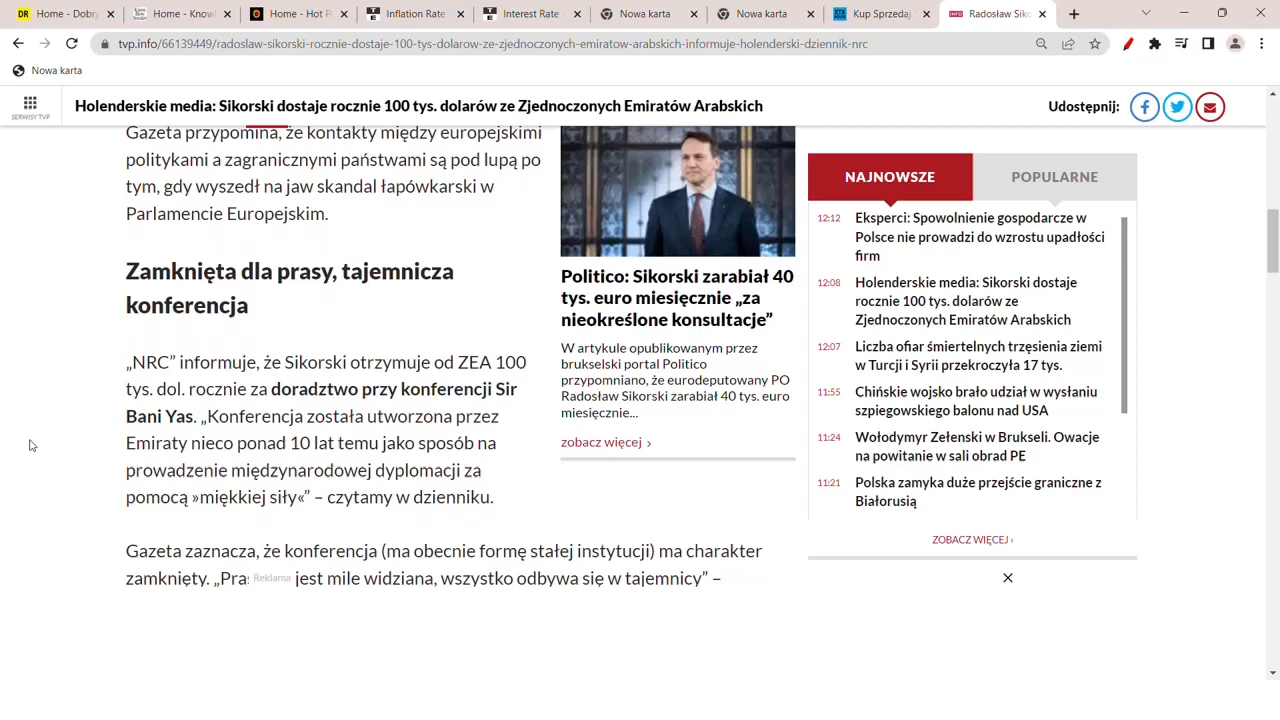 Home - Dobry
Home - Know
Home - Hot P
Inflation Rate
Interest Rate
Nowa karta
Nowa karta
Kup Sprzedaj
Radosław Siko
tvp.info/66139449/radoslaw-sikorski-rocznie-dostaje-100-tys-dolarow-ze-zjednoczonych-emiratow-arabskich-informuje-holenderski-dziennik-nrc
Nowa karta
SERWISY TVP
Holenderskie media: Sikorski dostaje rocznie 100 tys. dolarów ze Zjednoczonych Emiratów Arabskich
Udostępnij:
Gazeta przypomina, że kontakty między europejskimi
politykami a zagranicznymi państwami są pod lupą po
tym, gdy wyszedł na jaw skandal łapówkarski w
Parlamencie Europejskim.
Zamknięta dla prasy, tajemnicza
konferencja
„NRC” informuje, że Sikorski otrzymuje od ZEA 100
tys. dol. rocznie za doradztwo przy konferencji Sir
Bani Yas. „Konferencja została utworzona przez
Emiraty nieco ponad 10 lat temu jako sposób na
prowadzenie międzynarodowej dyplomacji za
pomocą »miękkiej siły«” – czytamy w dzienniku.
Gazeta zaznacza, że konferencja (ma obecnie formę stałej instytucji) ma charakter
zamknięty. „Pras Reklama jest mile widziana, wszystko odbywa się w tajemnicy” –
Politico: Sikorski zarabiał 40
tys. euro miesięcznie „za
nieokreślone konsultacje”
W artykule opublikowanym przez
brukselski portal Politico
przypomniano, że eurodeputowany PO
Radosław Sikorski zarabiał 40 tys. euro
miesięcznie...
zobacz więcej ›
NAJNOWSZE
POPULARNE
12:12 Eksperci: Spowolnienie gospodarcze w
Polsce nie prowadzi do wzrostu upadłości
firm
12:08 Holenderskie media: Sikorski dostaje
rocznie 100 tys. dolarów ze
Zjednoczonych Emiratów Arabskich
12:07 Liczba ofiar śmiertelnych trzęsienia ziemi
w Turcji i Syrii przekroczyła 17 tys.
11:55 Chińskie wojsko brało udział w wysłaniu
szpiegowskiego balonu nad USA
11:24 Wołodymyr Zełenski w Brukseli. Owacje
na powitanie w sali obrad PE
11:21 Polska zamyka duże przejście graniczne z
Białorusią
ZOBACZ WIĘCEJ ›